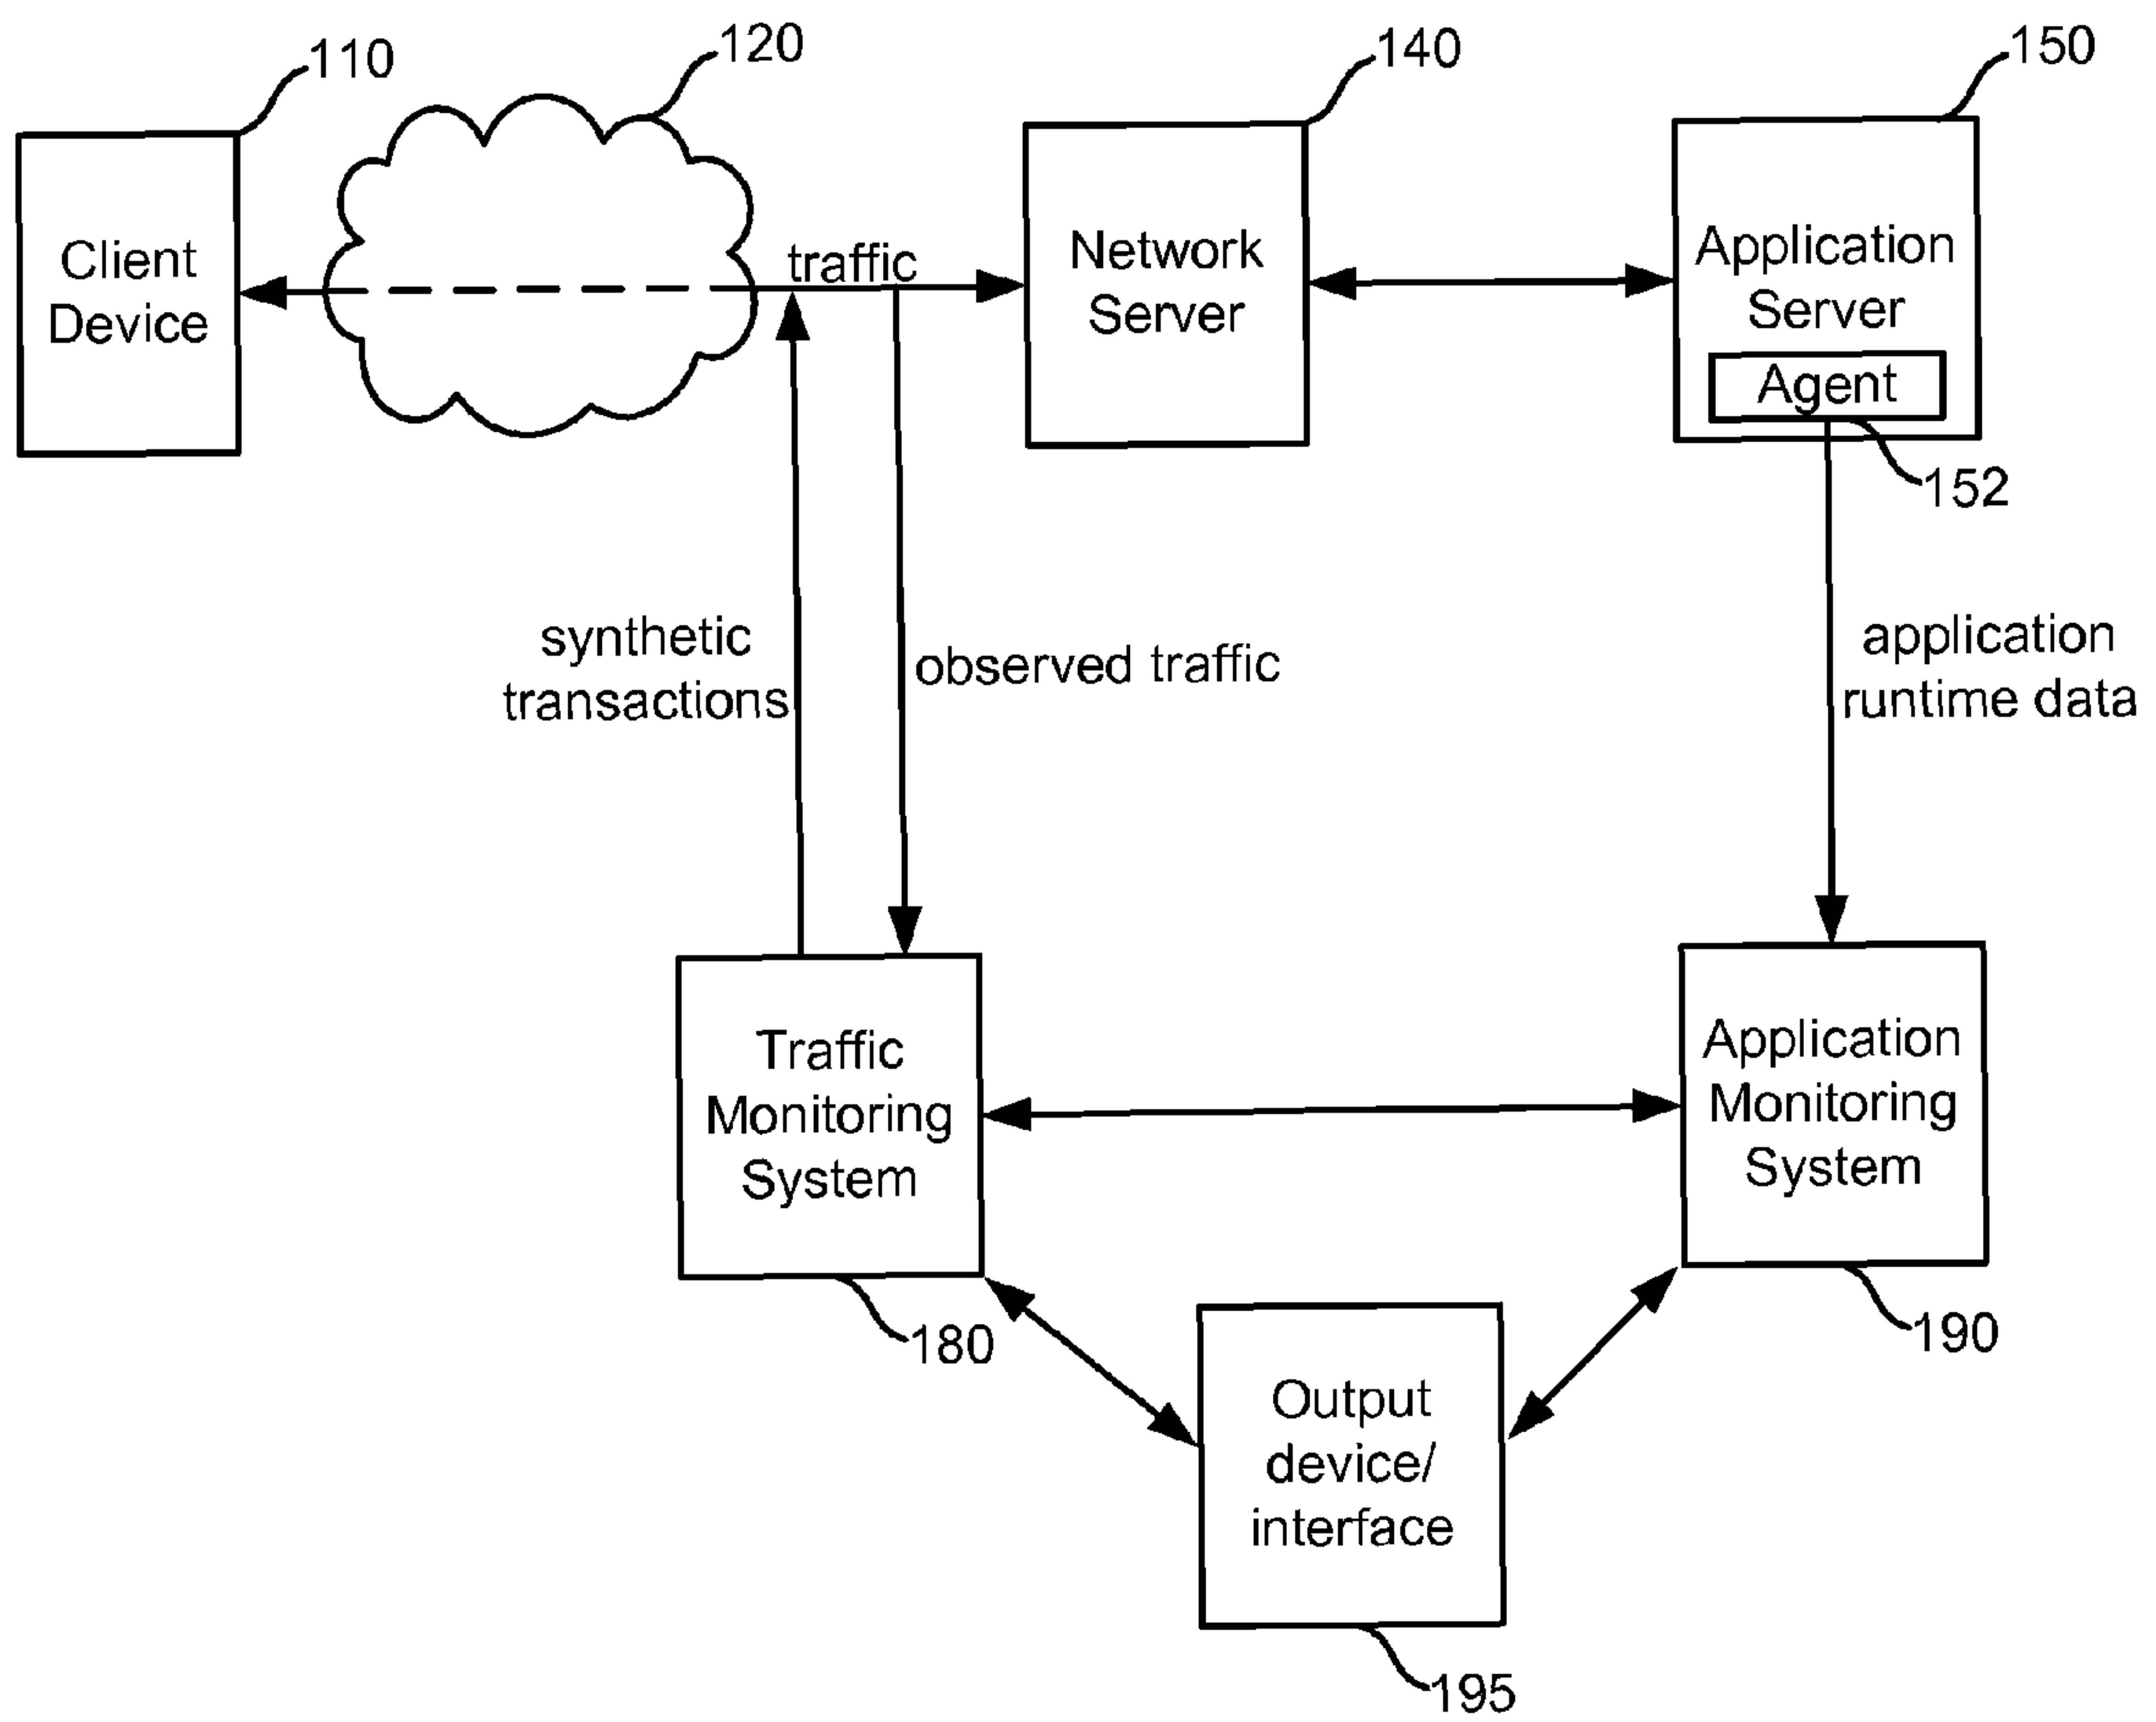 110
120
140
150
Client
Device
traffic
Network
Server
Application
Server
Agent
152
synthetic
transactions
observed traffic
application
runtime data
Traffic
Monitoring
System
Application
Monitoring
System
180
190
Output
device/
interface
195